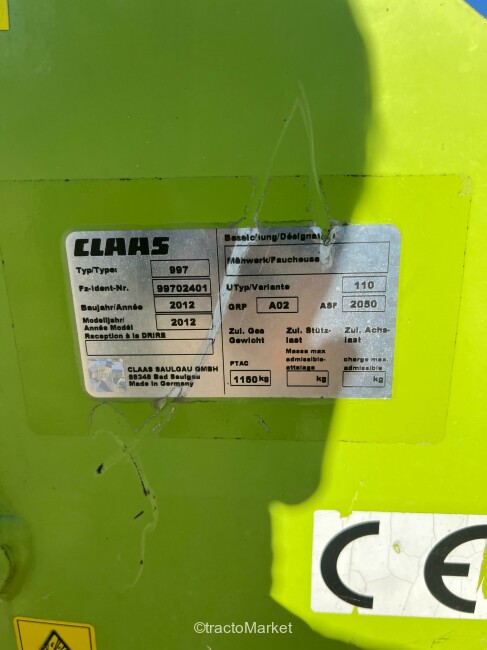 CLAAS
Typ/Type: 997
Fz-Ident-Nr. 99702401
Baujahr/Année 2012
Modelljahr/
Année Modèl 2012
Reception à la DRIRE
CLAAS SAULGAU GMBH
88348 Bad Saulgau
Made in Germany
Bezeichung/Désignat
Mähwerk/Faucheuse
UTyp/Variante 110
GRP A02 ASF 2050
Zul. Ges Zul. Stütz- Zul. Achs-
Gewicht last last
PTAC Masse max admissible- charge max
attelage admissible
1150 kg kg kg
CE
©tractoMarket